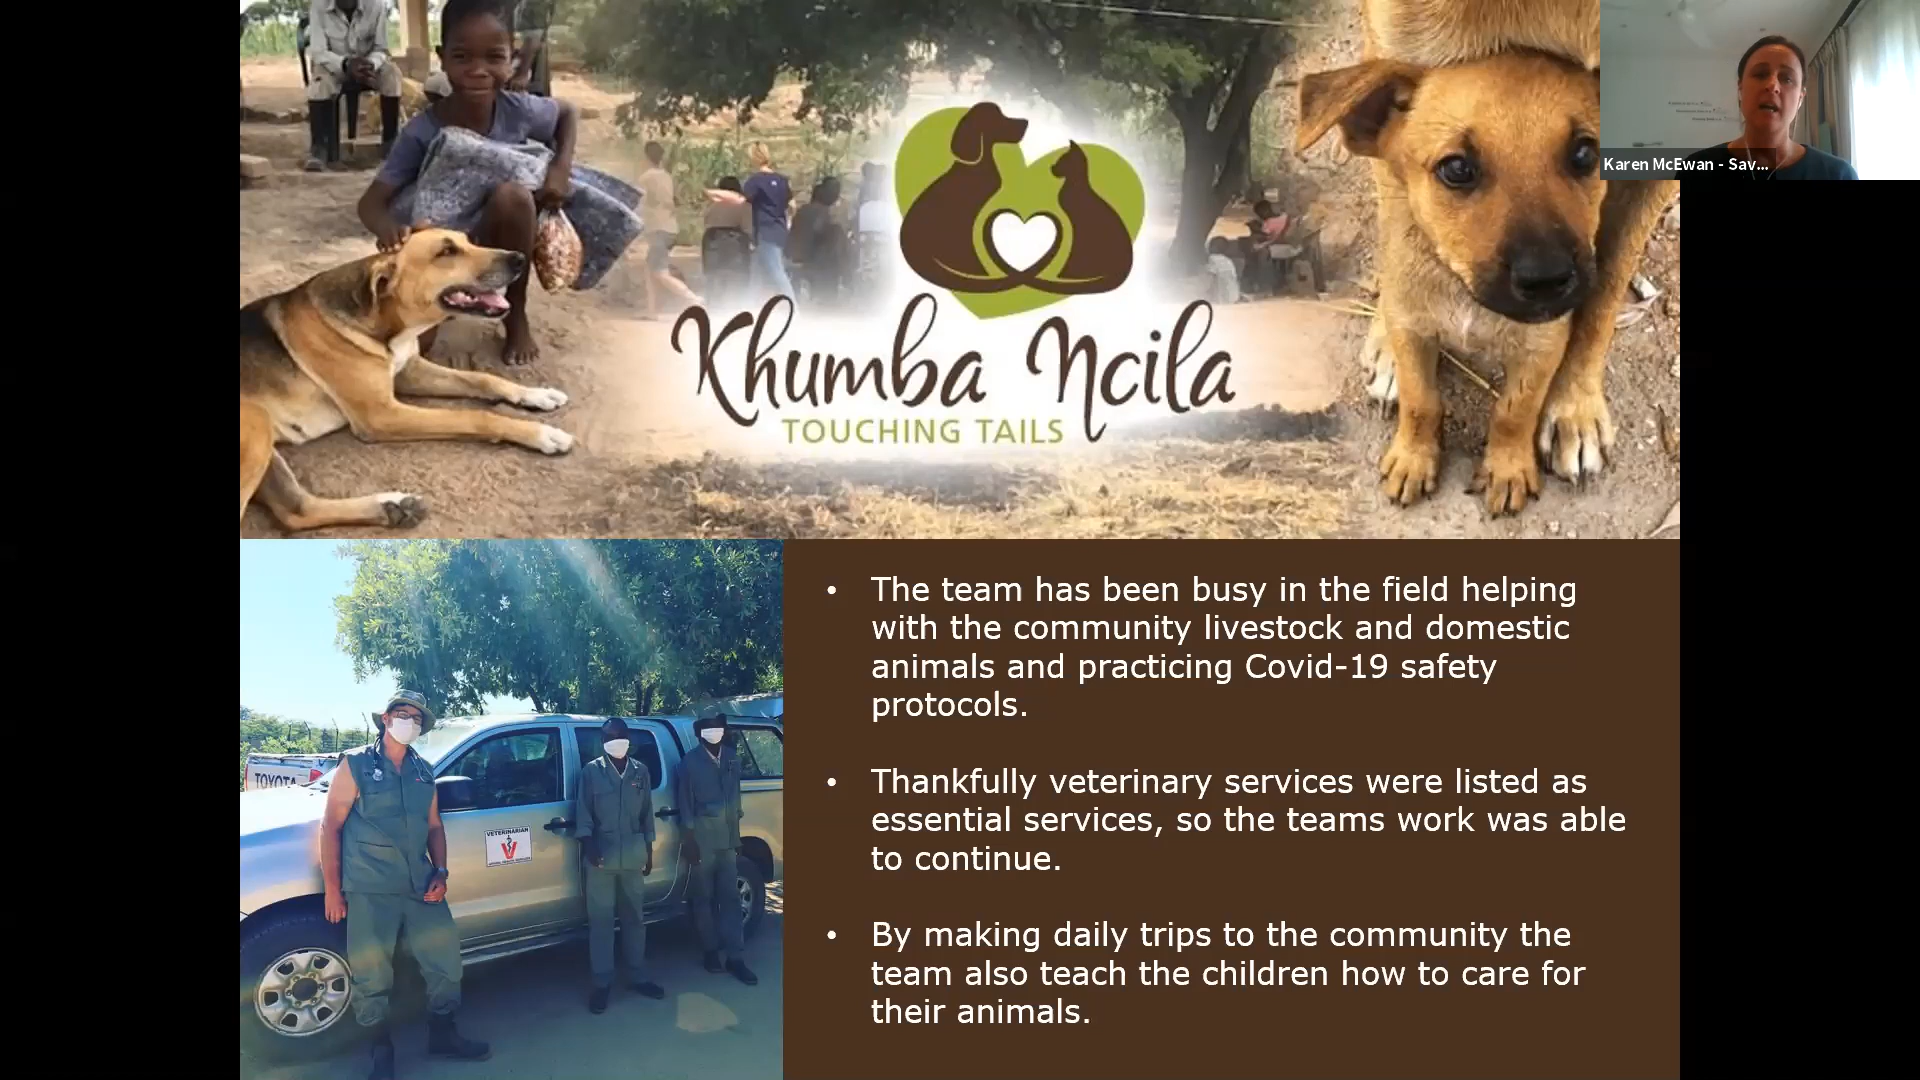 Karen McEwan - Sav...
Khumba Ncila
TOUCHING TAILS
• The team has been busy in the field helping
with the community livestock and domestic
animals and practicing Covid-19 safety
protocols.
• Thankfully veterinary services were listed as
essential services, so the teams work was able
to continue.
• By making daily trips to the community the
team also teach the children how to care for
their animals.
TOYOTA
VETERINARIAN
V